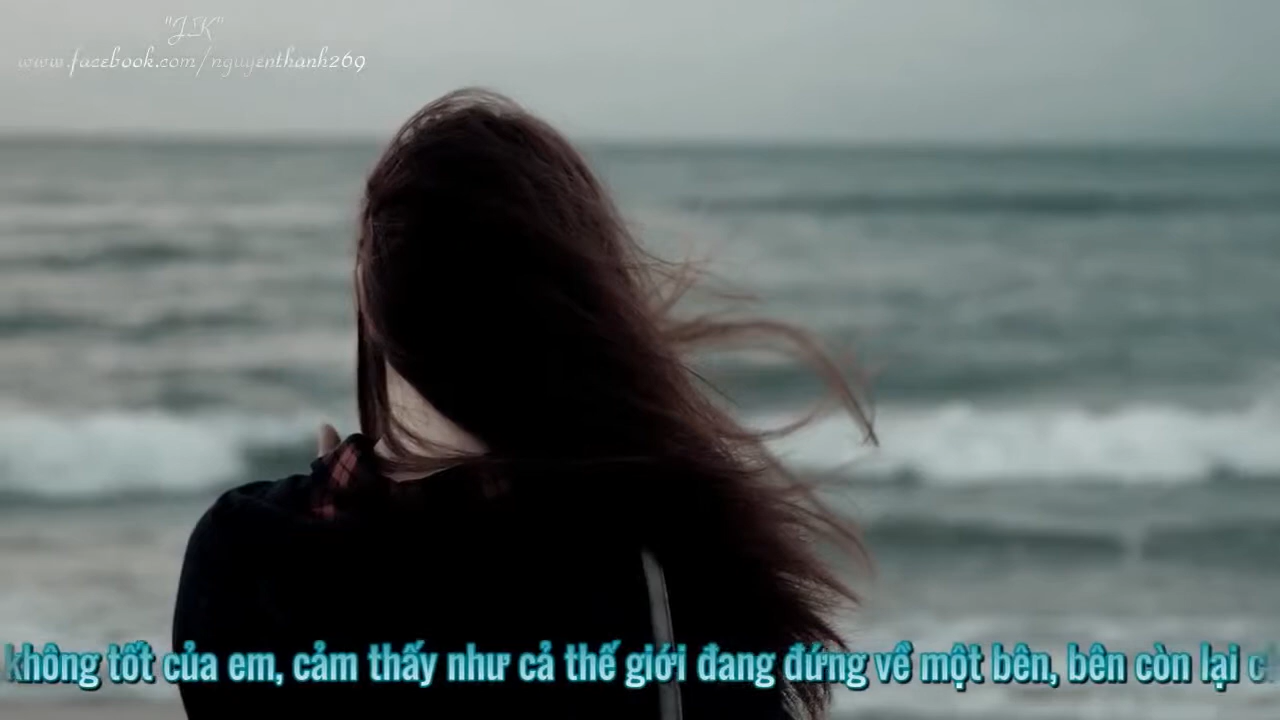 "J.K"
www.facebook.com/nguyenthanh269
không tốt của em, cảm thấy như cả thế giới đang đứng về một bên, bên còn lại